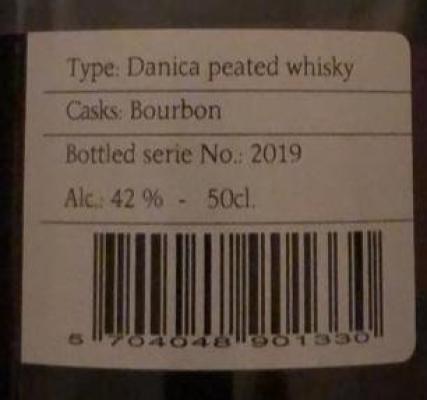 Type: Danica peated whisky
Casks: Bourbon
Bottled serie No.: 2019
Alc.: 42 % - 50cl.
5 704048 901330